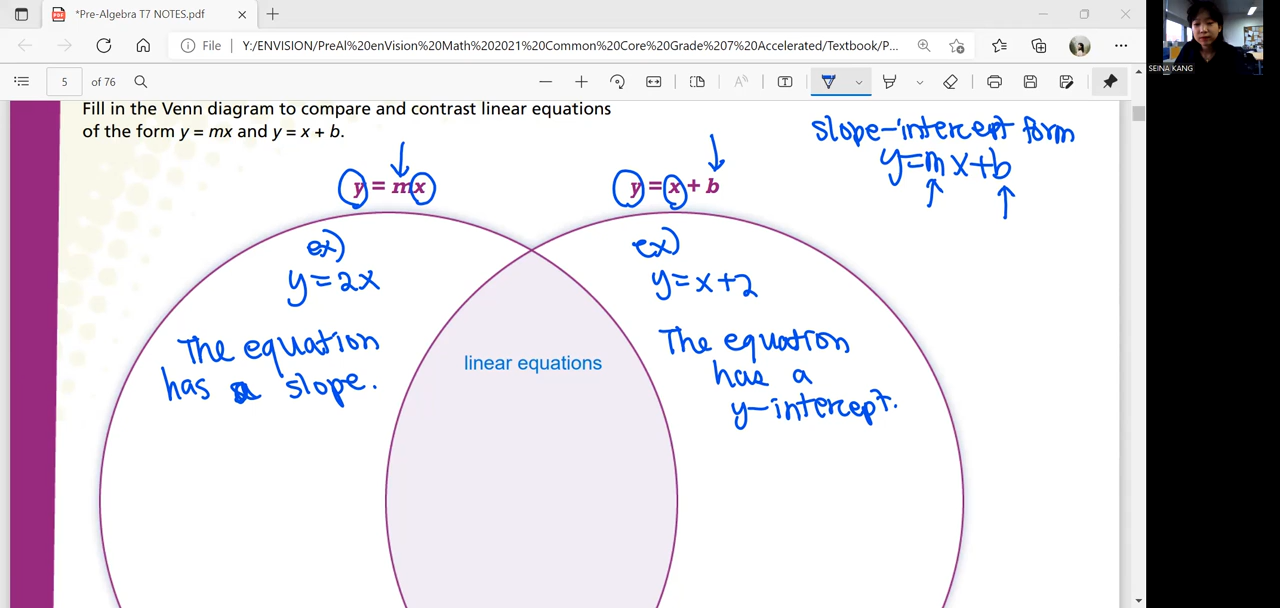 *Pre-Algebra T7 NOTES.pdf
File Y:/ENVISION/PreAl%20enVision%20Math%202021%20Common%20Core%20Grade%207%20Accelerated/Textbook/P...
5 of 76
SEINA KANG
Fill in the Venn diagram to compare and contrast linear equations
of the form y = mx and y = x + b.
slope-intercept form
y=mx+b
y = mx
y = x + b
ex)
y=2x
The equation
has a slope.
linear equations
ex)
y=x+2
The equation
has a
y-intercept.